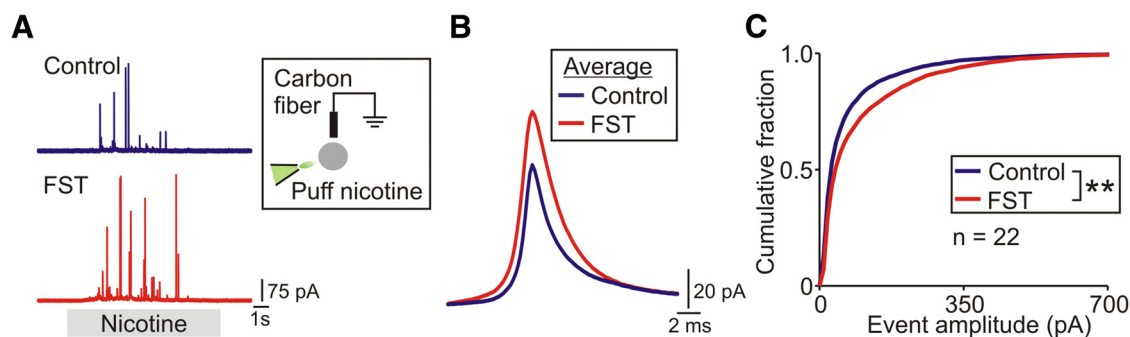 A
Control
FST
75 pA
1s
Nicotine
Carbon
fiber
Puff nicotine
B
Average
Control
FST
20 pA
2 ms
C
Cumulative fraction
1.0
0.5
0
Control
FST
**
n = 22
0
350
700
Event amplitude (pA)